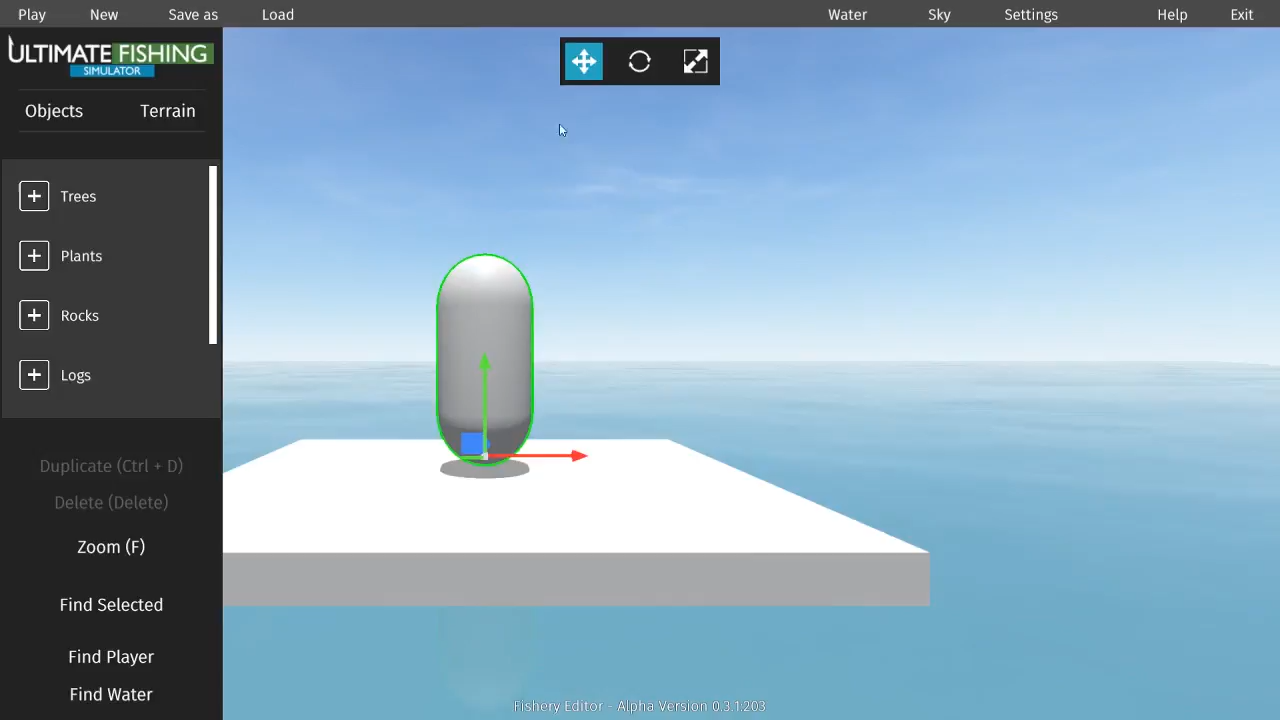 Play New Save as Load Water Sky Settings Help Exit
ULTIMATE FISHING
SIMULATOR
Objects Terrain
Trees
Plants
Rocks
Logs
Duplicate (Ctrl + D)
Delete (Delete)
Zoom (F)
Find Selected
Find Player
Find Water
Fishery Editor - Alpha Version 0.3.1:203